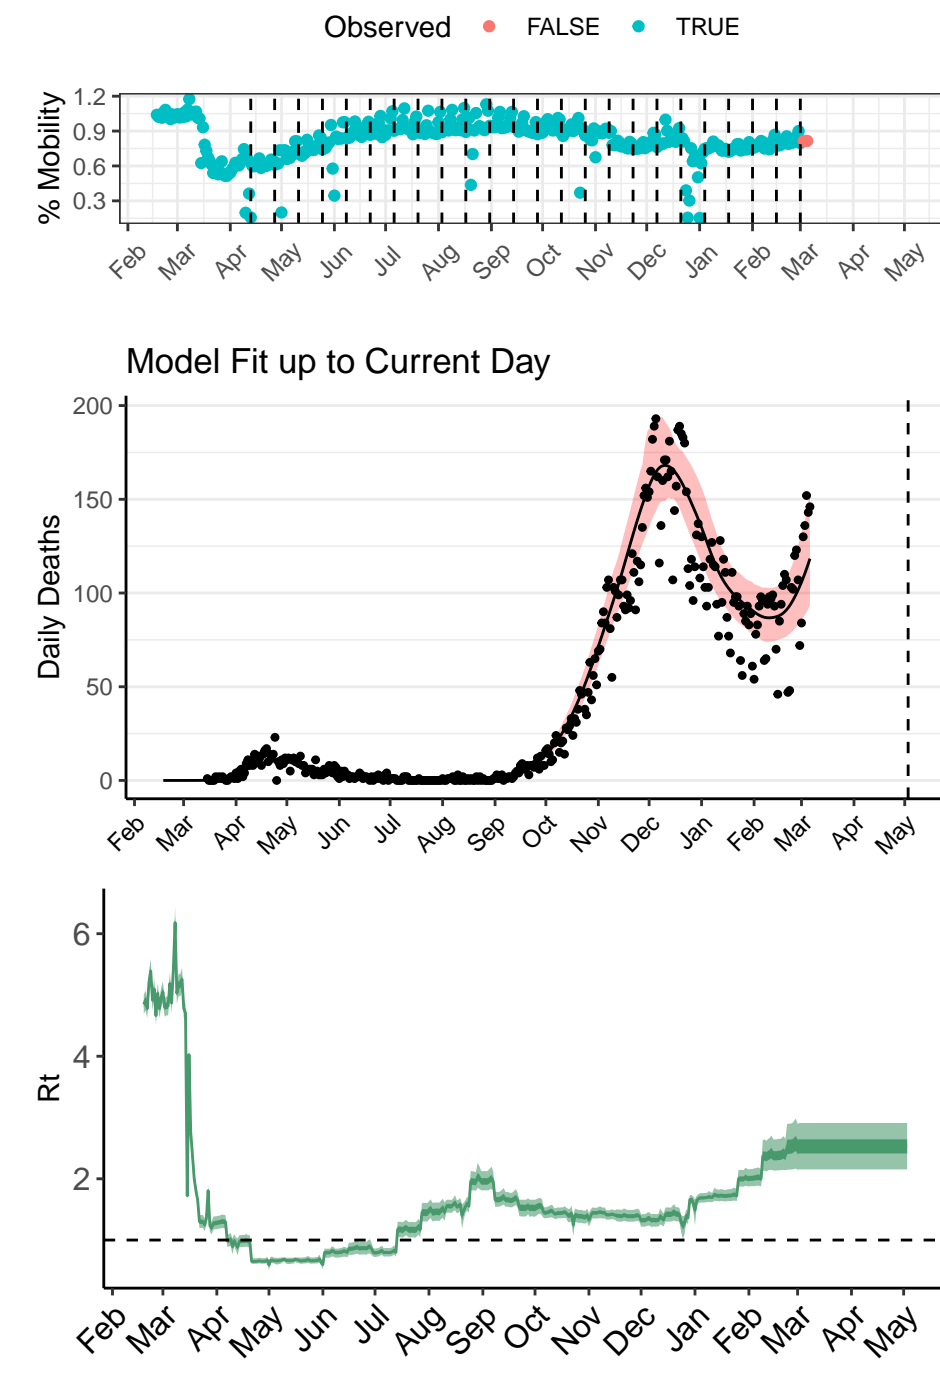 Observed FALSE TRUE
% Mobility
1.2
0.9
0.6
0.3
Feb Mar Apr May Jun Jul Aug Sep Oct Nov Dec Jan Feb Mar Apr May
Model Fit up to Current Day
Daily Deaths
200
150
100
50
0
Feb Mar Apr May Jun Jul Aug Sep Oct Nov Dec Jan Feb Mar Apr May
Rt
6
4
2
Feb Mar Apr May Jun Jul Aug Sep Oct Nov Dec Jan Feb Mar Apr May